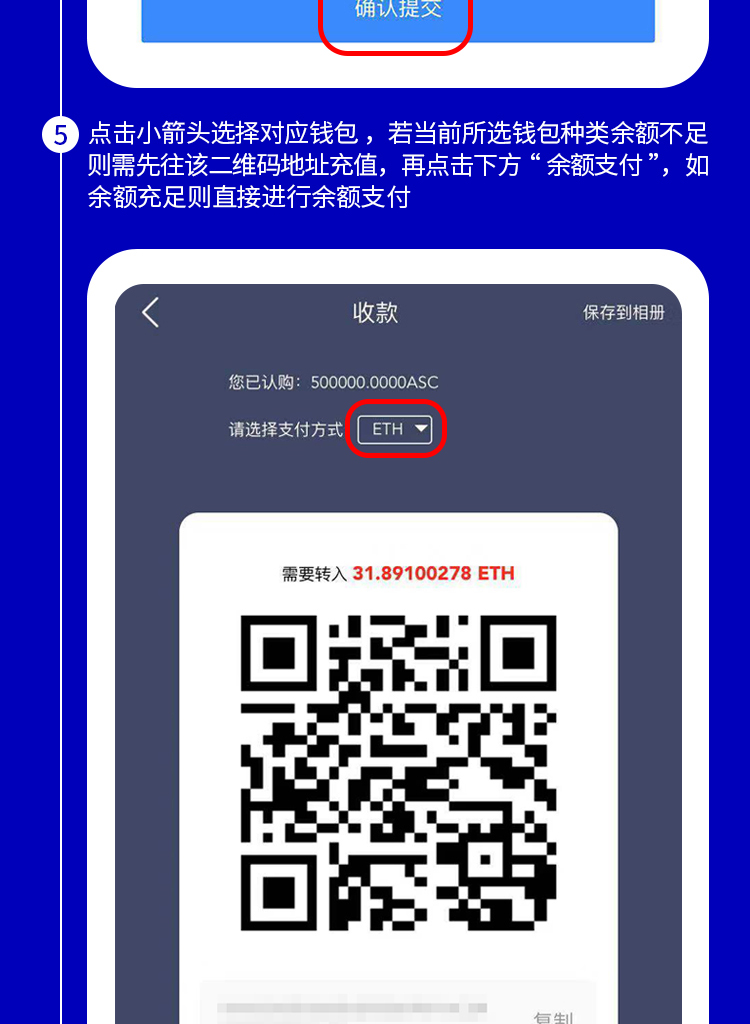 确认提交
5
点击小箭头选择对应钱包，若当前所选钱包种类余额不足
则需先往该二维码地址充值，再点击下方“余额支付”，如
余额充足则直接进行余额支付
收款
保存到相册
您已认购：500000.0000ASC
请选择支付方式 ETH
需要转入 31.89100278 ETH
复制